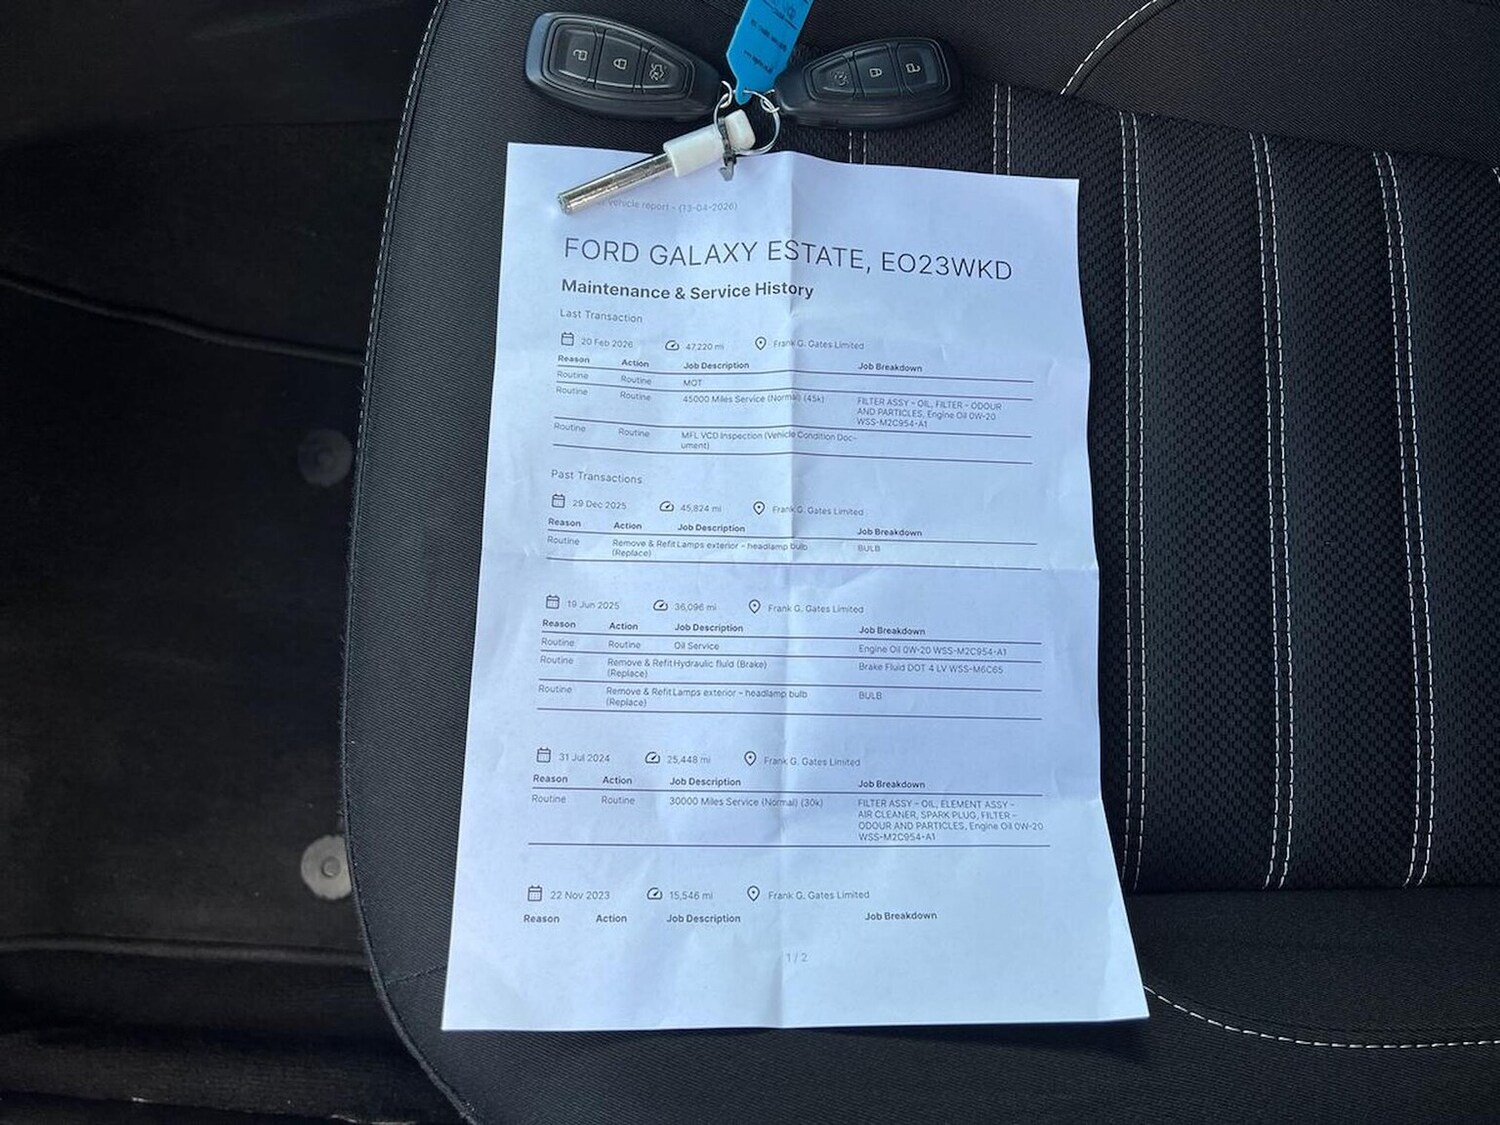 vehicle report - (13-04-2026)
FORD GALAXY ESTATE, EO23WKD
Maintenance & Service History
Last Transaction
20 Feb 2026 47,220 mi Frank G. Gates Limited
Reason Action Job Description Job Breakdown
Routine Routine MOT
Routine Routine 45000 Miles Service (Normal) (45k) FILTER ASSY - OIL, FILTER - ODOUR
AND PARTICLES, Engine Oil 0W-20
WSS-M2C954-A1
Routine Routine MFL VCD Inspection (Vehicle Condition Doc-
ument)
Past Transactions
29 Dec 2025 45,824 mi Frank G. Gates Limited
Reason Action Job Description Job Breakdown
Routine Remove & Refit Lamps exterior - headlamp bulb BULB
(Replace)
19 Jun 2025 36,096 mi Frank G. Gates Limited
Reason Action Job Description Job Breakdown
Routine Routine Oil Service Engine Oil 0W-20 WSS-M2C954-A1
Routine Remove & Refit Hydraulic fluid (Brake) Brake Fluid DOT 4 LV WSS-M6C65
(Replace)
Routine Remove & Refit Lamps exterior - headlamp bulb BULB
(Replace)
31 Jul 2024 25,448 mi Frank G. Gates Limited
Reason Action Job Description Job Breakdown
Routine Routine 30000 Miles Service (Normal) (30k) FILTER ASSY - OIL, ELEMENT ASSY -
AIR CLEANER, SPARK PLUG, FILTER -
ODOUR AND PARTICLES, Engine Oil 0W-20
WSS-M2C954-A1
22 Nov 2023 15,546 mi Frank G. Gates Limited
Reason Action Job Description Job Breakdown
1 / 2